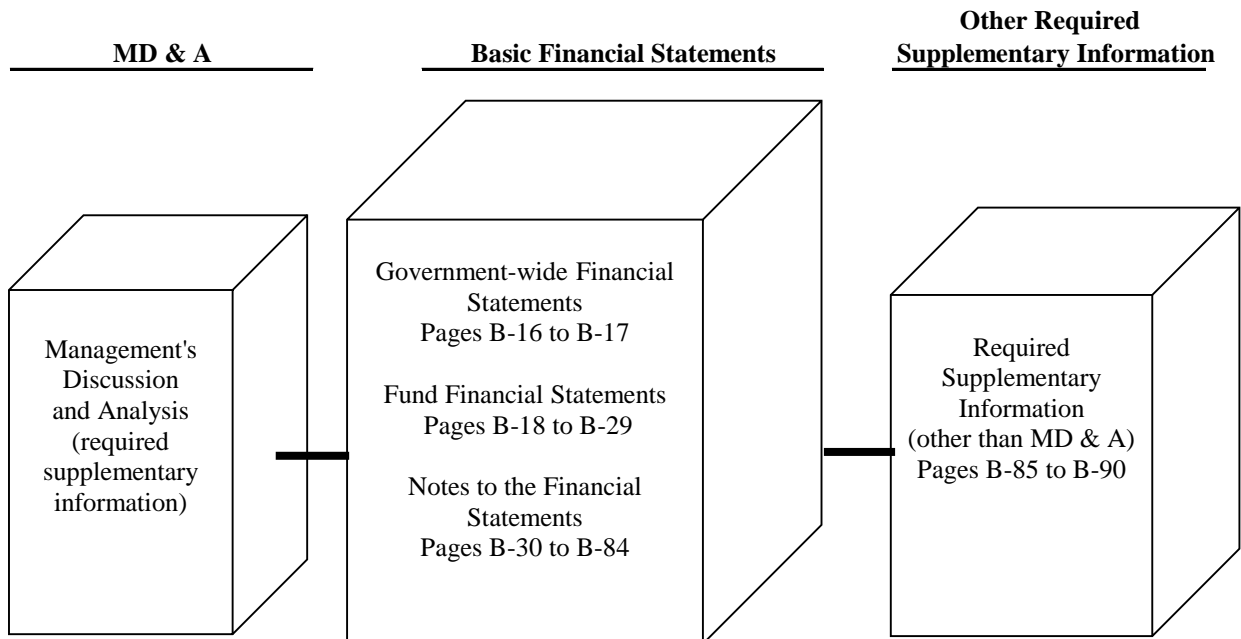 MD & A
Basic Financial Statements
Other Required
Supplementary Information
Management's
Discussion
and Analysis
(required
supplementary
information)
Government-wide Financial
Statements
Pages B-16 to B-17
Fund Financial Statements
Pages B-18 to B-29
Notes to the Financial
Statements
Pages B-30 to B-84
Required
Supplementary
Information
(other than MD & A)
Pages B-85 to B-90